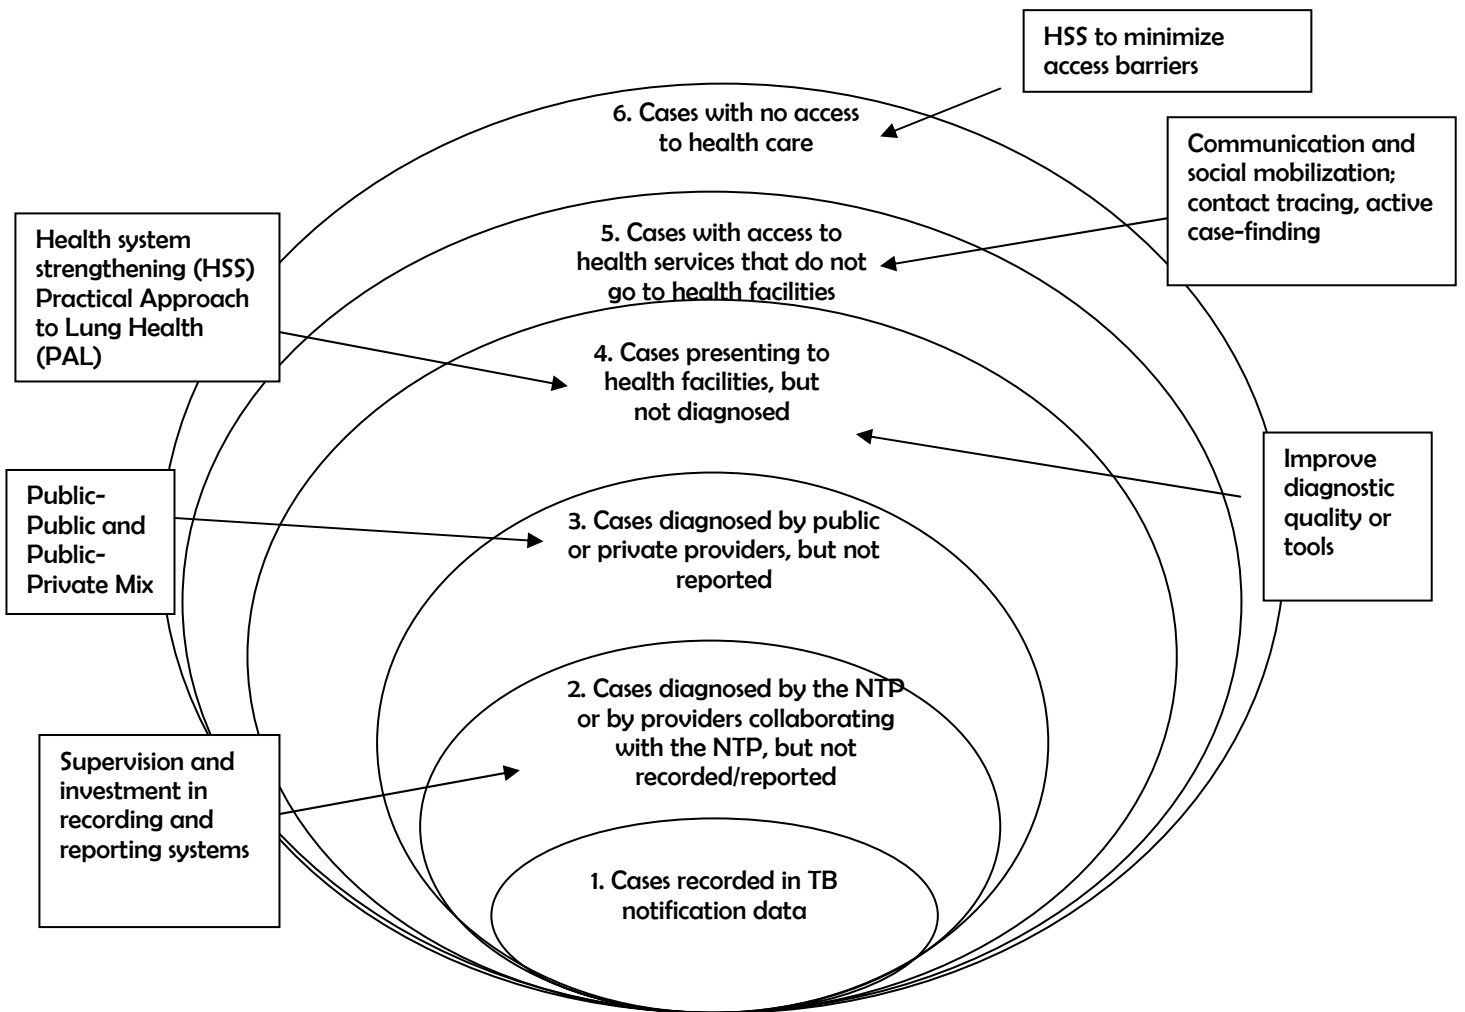 HSS to minimize
access barriers
6. Cases with no access
to health care
Communication and
social mobilization;
contact tracing, active
case-finding
Health system
strengthening (HSS)
Practical Approach
to Lung Health
(PAL)
5. Cases with access to
health services that do not
go to health facilities
4. Cases presenting to
health facilities, but
not diagnosed
Improve
diagnostic
quality or
tools
Public-
Public and
Public-
Private Mix
3. Cases diagnosed by public
or private providers, but not
reported
2. Cases diagnosed by the NTP
or by providers collaborating
with the NTP, but not
recorded/reported
Supervision and
investment in
recording and
reporting systems
1. Cases recorded in TB
notification data